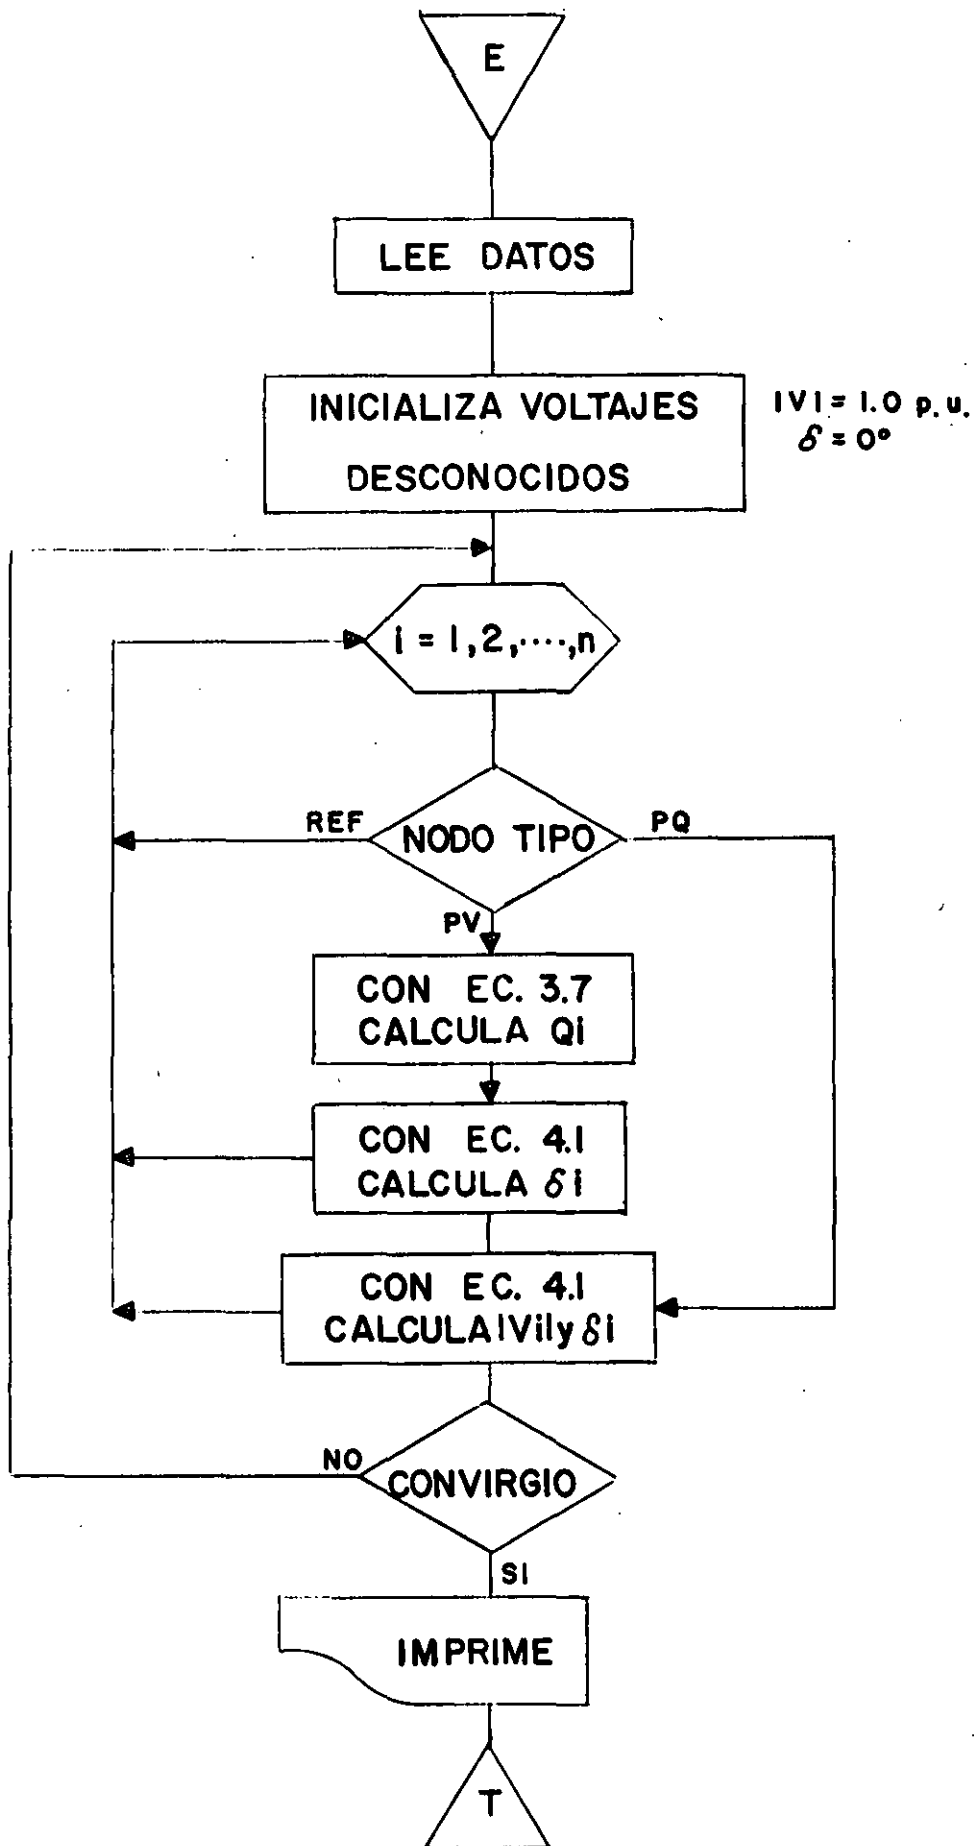 E
LEE DATOS
INICIALIZA VOLTAJES
DESCONOCIDOS
|V| = 1.0 p.u.
δ = 0°
i = 1,2,····,n
REF
NODO TIPO
PQ
PV
CON EC. 3.7
CALCULA Qi
CON EC. 4.1
CALCULA δi
CON EC. 4.1
CALCULA|Vi|y δi
NO
CONVIRGIO
SI
IMPRIME
T